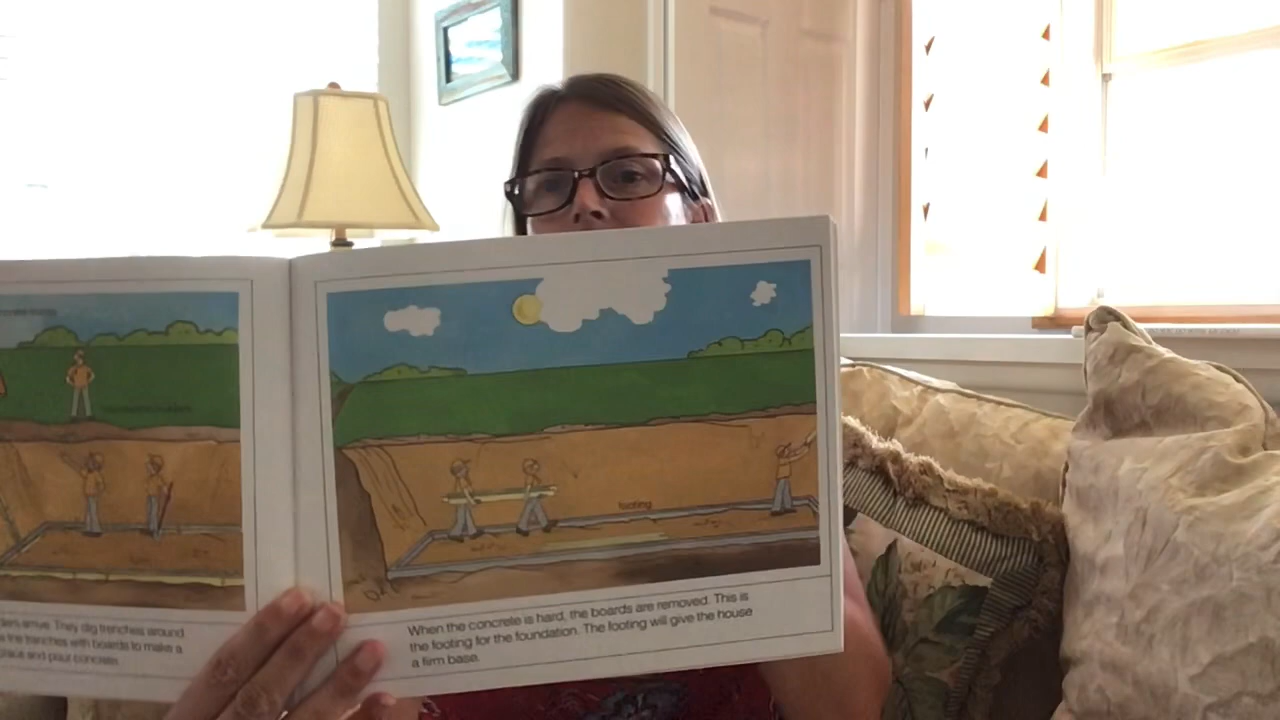 They dig trenches around
the trenches with boards to make a
place and pour concrete.
footing
When the concrete is hard, the boards are removed. This is
the footing for the foundation. The footing will give the house
a firm base.